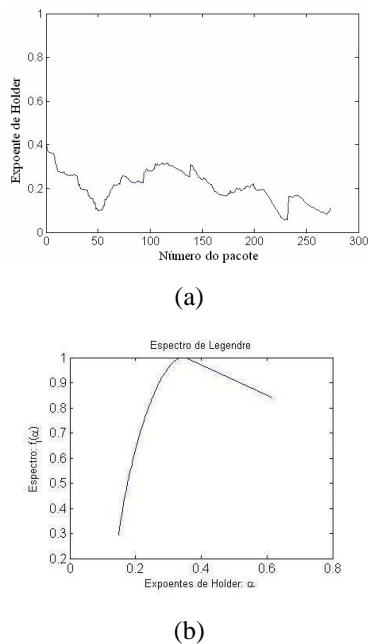 1
0.8
0.6
0.4
0.2
0
0 50 100 150 200 250 300
Expoente de Holder
Número do pacote
(a)
Espectro de Legendre
1
0.9
0.8
0.7
0.6
0.5
0.4
0.3
0.2
0 0.2 0.4 0.6 0.8
Espectro: fₗ(α)
Expoentes de Holder: α
(b)